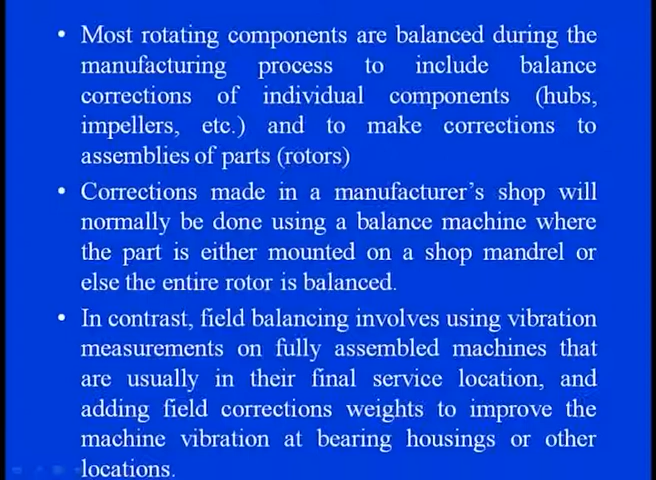 • Most rotating components are balanced during the
manufacturing process to include balance
corrections of individual components (hubs,
impellers, etc.) and to make corrections to
assemblies of parts (rotors)
• Corrections made in a manufacturer's shop will
normally be done using a balance machine where
the part is either mounted on a shop mandrel or
else the entire rotor is balanced.
• In contrast, field balancing involves using vibration
measurements on fully assembled machines that
are usually in their final service location, and
adding field corrections weights to improve the
machine vibration at bearing housings or other
locations.